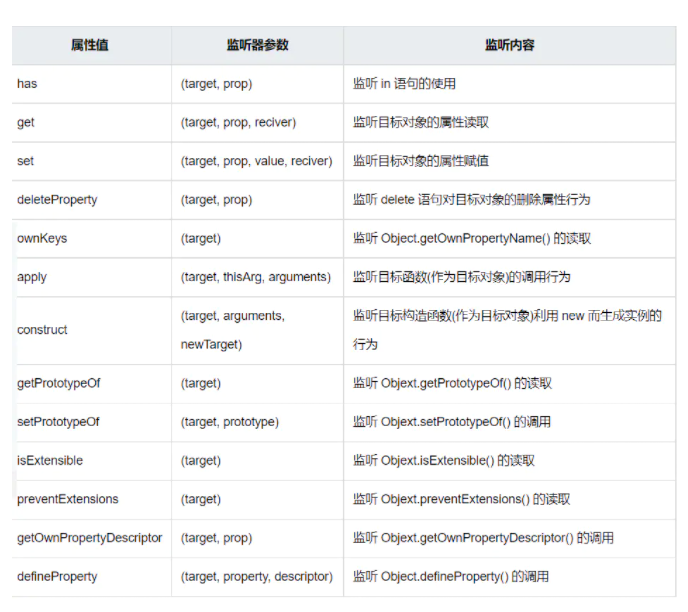 属性值 监听器参数 监听内容
has (target, prop) 监听 in 语句的使用
get (target, prop, reciver) 监听目标对象的属性读取
set (target, prop, value, reciver) 监听目标对象的属性赋值
deleteProperty (target, prop) 监听 delete 语句对目标对象的删除属性行为
ownKeys (target) 监听 Object.getOwnPropertyName() 的读取
apply (target, thisArg, arguments) 监听目标函数(作为目标对象)的调用行为
construct (target, arguments, newTarget) 监听目标构造函数(作为目标对象)利用 new 而生成实例的
行为
getPrototypeOf (target) 监听 Objext.getPrototypeOf() 的读取
setPrototypeOf (target, prototype) 监听 Objext.setPrototypeOf() 的调用
isExtensible (target) 监听 Objext.isExtensible() 的读取
preventExtensions (target) 监听 Objext.preventExtensions() 的读取
getOwnPropertyDescriptor (target, prop) 监听 Objext.getOwnPropertyDescriptor() 的调用
defineProperty (target, property, descriptor) 监听 Object.defineProperty() 的调用